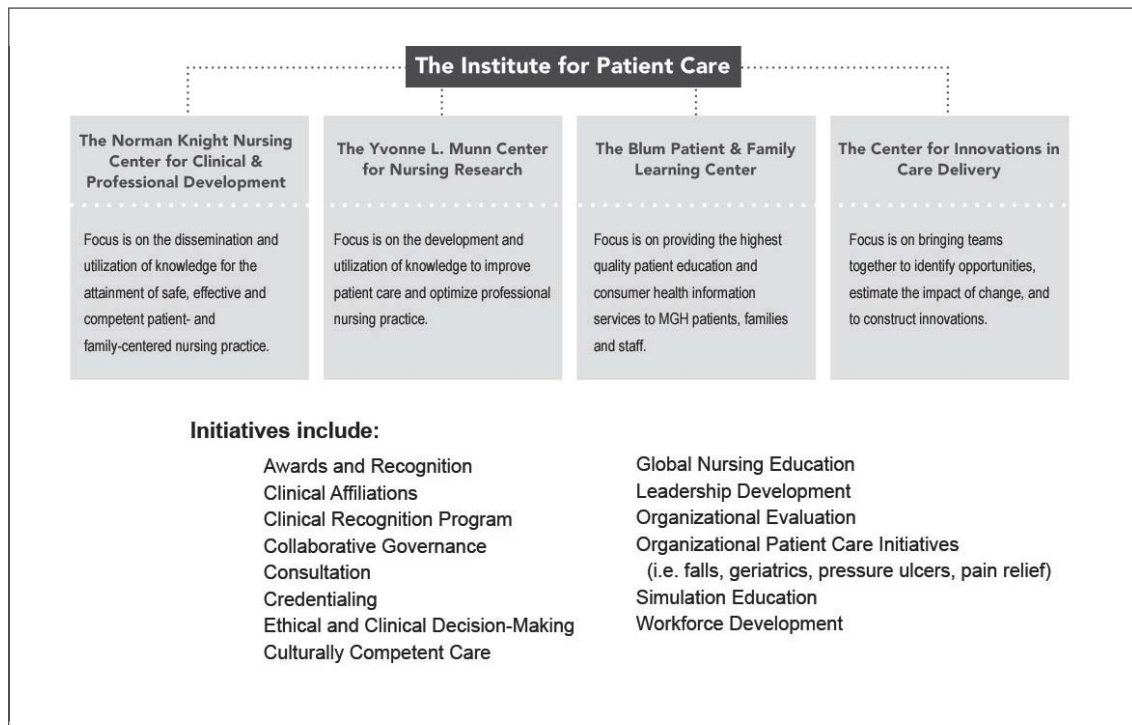 The Institute for Patient Care
The Norman Knight Nursing
Center for Clinical &
Professional Development
Focus is on the dissemination and
utilization of knowledge for the
attainment of safe, effective and
competent patient- and
family-centered nursing practice.
The Yvonne L. Munn Center
for Nursing Research
Focus is on the development and
utilization of knowledge to improve
patient care and optimize professional
nursing practice.
The Blum Patient & Family
Learning Center
Focus is on providing the highest
quality patient education and
consumer health information
services to MGH patients, families
and staff.
The Center for Innovations in
Care Delivery
Focus is on bringing teams
together to identify opportunities,
estimate the impact of change, and
to construct innovations.
Initiatives include:
Awards and Recognition
Clinical Affiliations
Clinical Recognition Program
Collaborative Governance
Consultation
Credentialing
Ethical and Clinical Decision-Making
Culturally Competent Care
Global Nursing Education
Leadership Development
Organizational Evaluation
Organizational Patient Care Initiatives
(i.e. falls, geriatrics, pressure ulcers, pain relief)
Simulation Education
Workforce Development